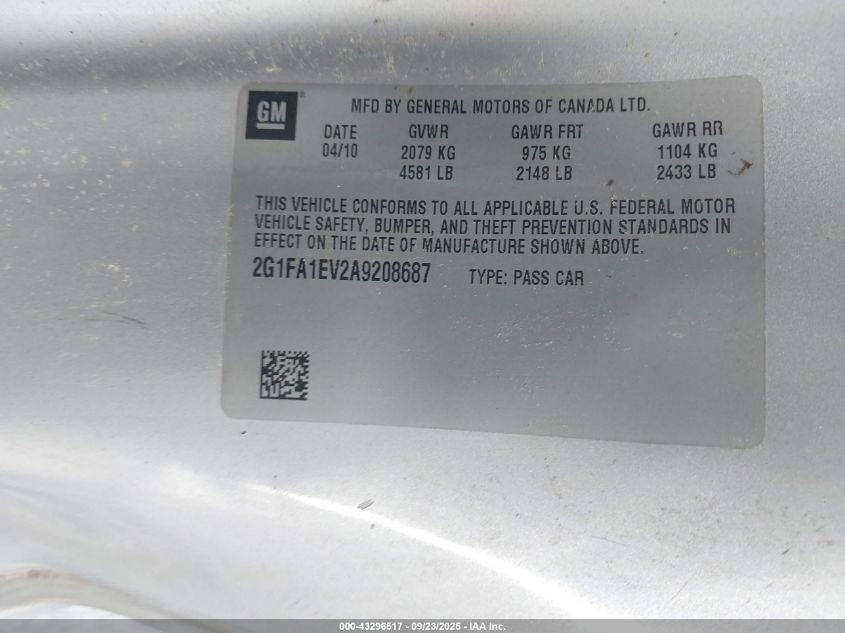 GM ®
MFD BY GENERAL MOTORS OF CANADA LTD.
DATE GVWR GAWR FRT GAWR RR
04/10 2079 KG 975 KG 1104 KG
4581 LB 2148 LB 2433 LB
THIS VEHICLE CONFORMS TO ALL APPLICABLE U.S. FEDERAL MOTOR
VEHICLE SAFETY, BUMPER, AND THEFT PREVENTION STANDARDS IN
EFFECT ON THE DATE OF MANUFACTURE SHOWN ABOVE.
2G1FA1EV2A9208687 TYPE: PASS CAR
000-43296517 - 09/23/2025 - IAA Inc.